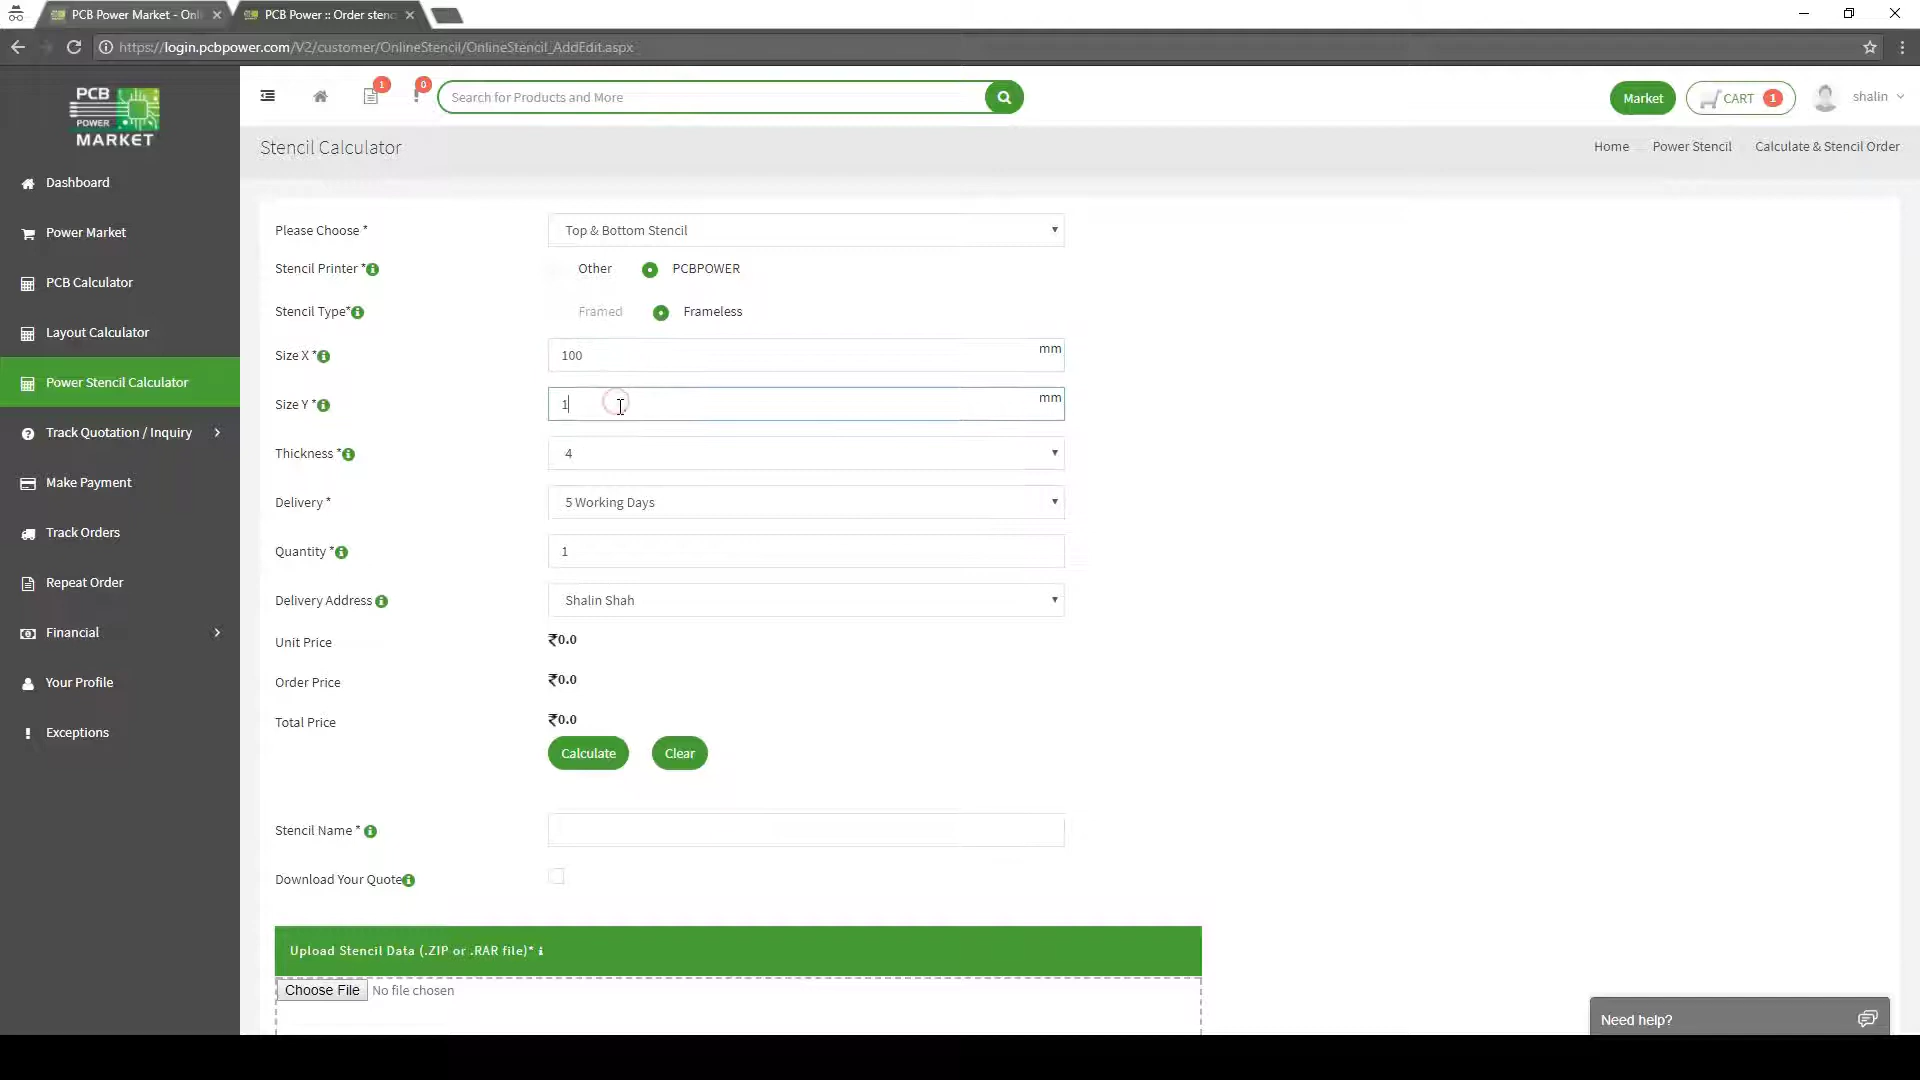 PCB Power Market - Onl
PCB Power :: Order stenc
https://login.pcbpower.com/V2/customer/OnlineStencil/OnlineStencil_AddEdit.aspx
PCB
POWER
MARKET
1
0
Search for Products and More
Market
CART 1
shalin
Stencil Calculator
Home Power Stencil Calculate & Stencil Order
Dashboard
Power Market
PCB Calculator
Layout Calculator
Power Stencil Calculator
Track Quotation / Inquiry
Make Payment
Track Orders
Repeat Order
Financial
Your Profile
Exceptions
Please Choose * Top & Bottom Stencil
Stencil Printer * Other PCBPOWER
Stencil Type* Framed Frameless
Size X * 100 mm
Size Y * 1 mm
Thickness * 4
Delivery * 5 Working Days
Quantity * 1
Delivery Address Shalin Shah
Unit Price ₹0.0
Order Price ₹0.0
Total Price ₹0.0
Calculate Clear
Stencil Name *
Download Your Quote
Upload Stencil Data (.ZIP or .RAR file)*
Choose File No file chosen
Need help?